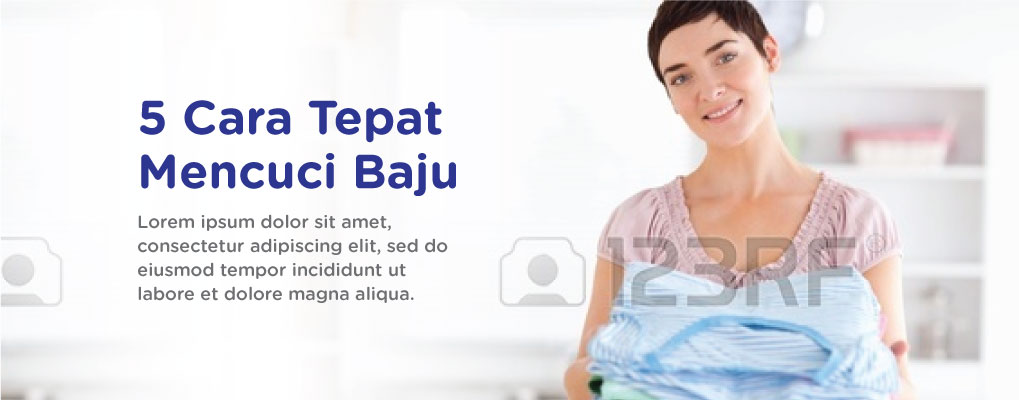 5 Cara Tepat
Mencuci Baju
Lorem ipsum dolor sit amet,
consectetur adipiscing elit, sed do
eiusmod tempor incididunt ut
labore et dolore magna aliqua.
123RF®